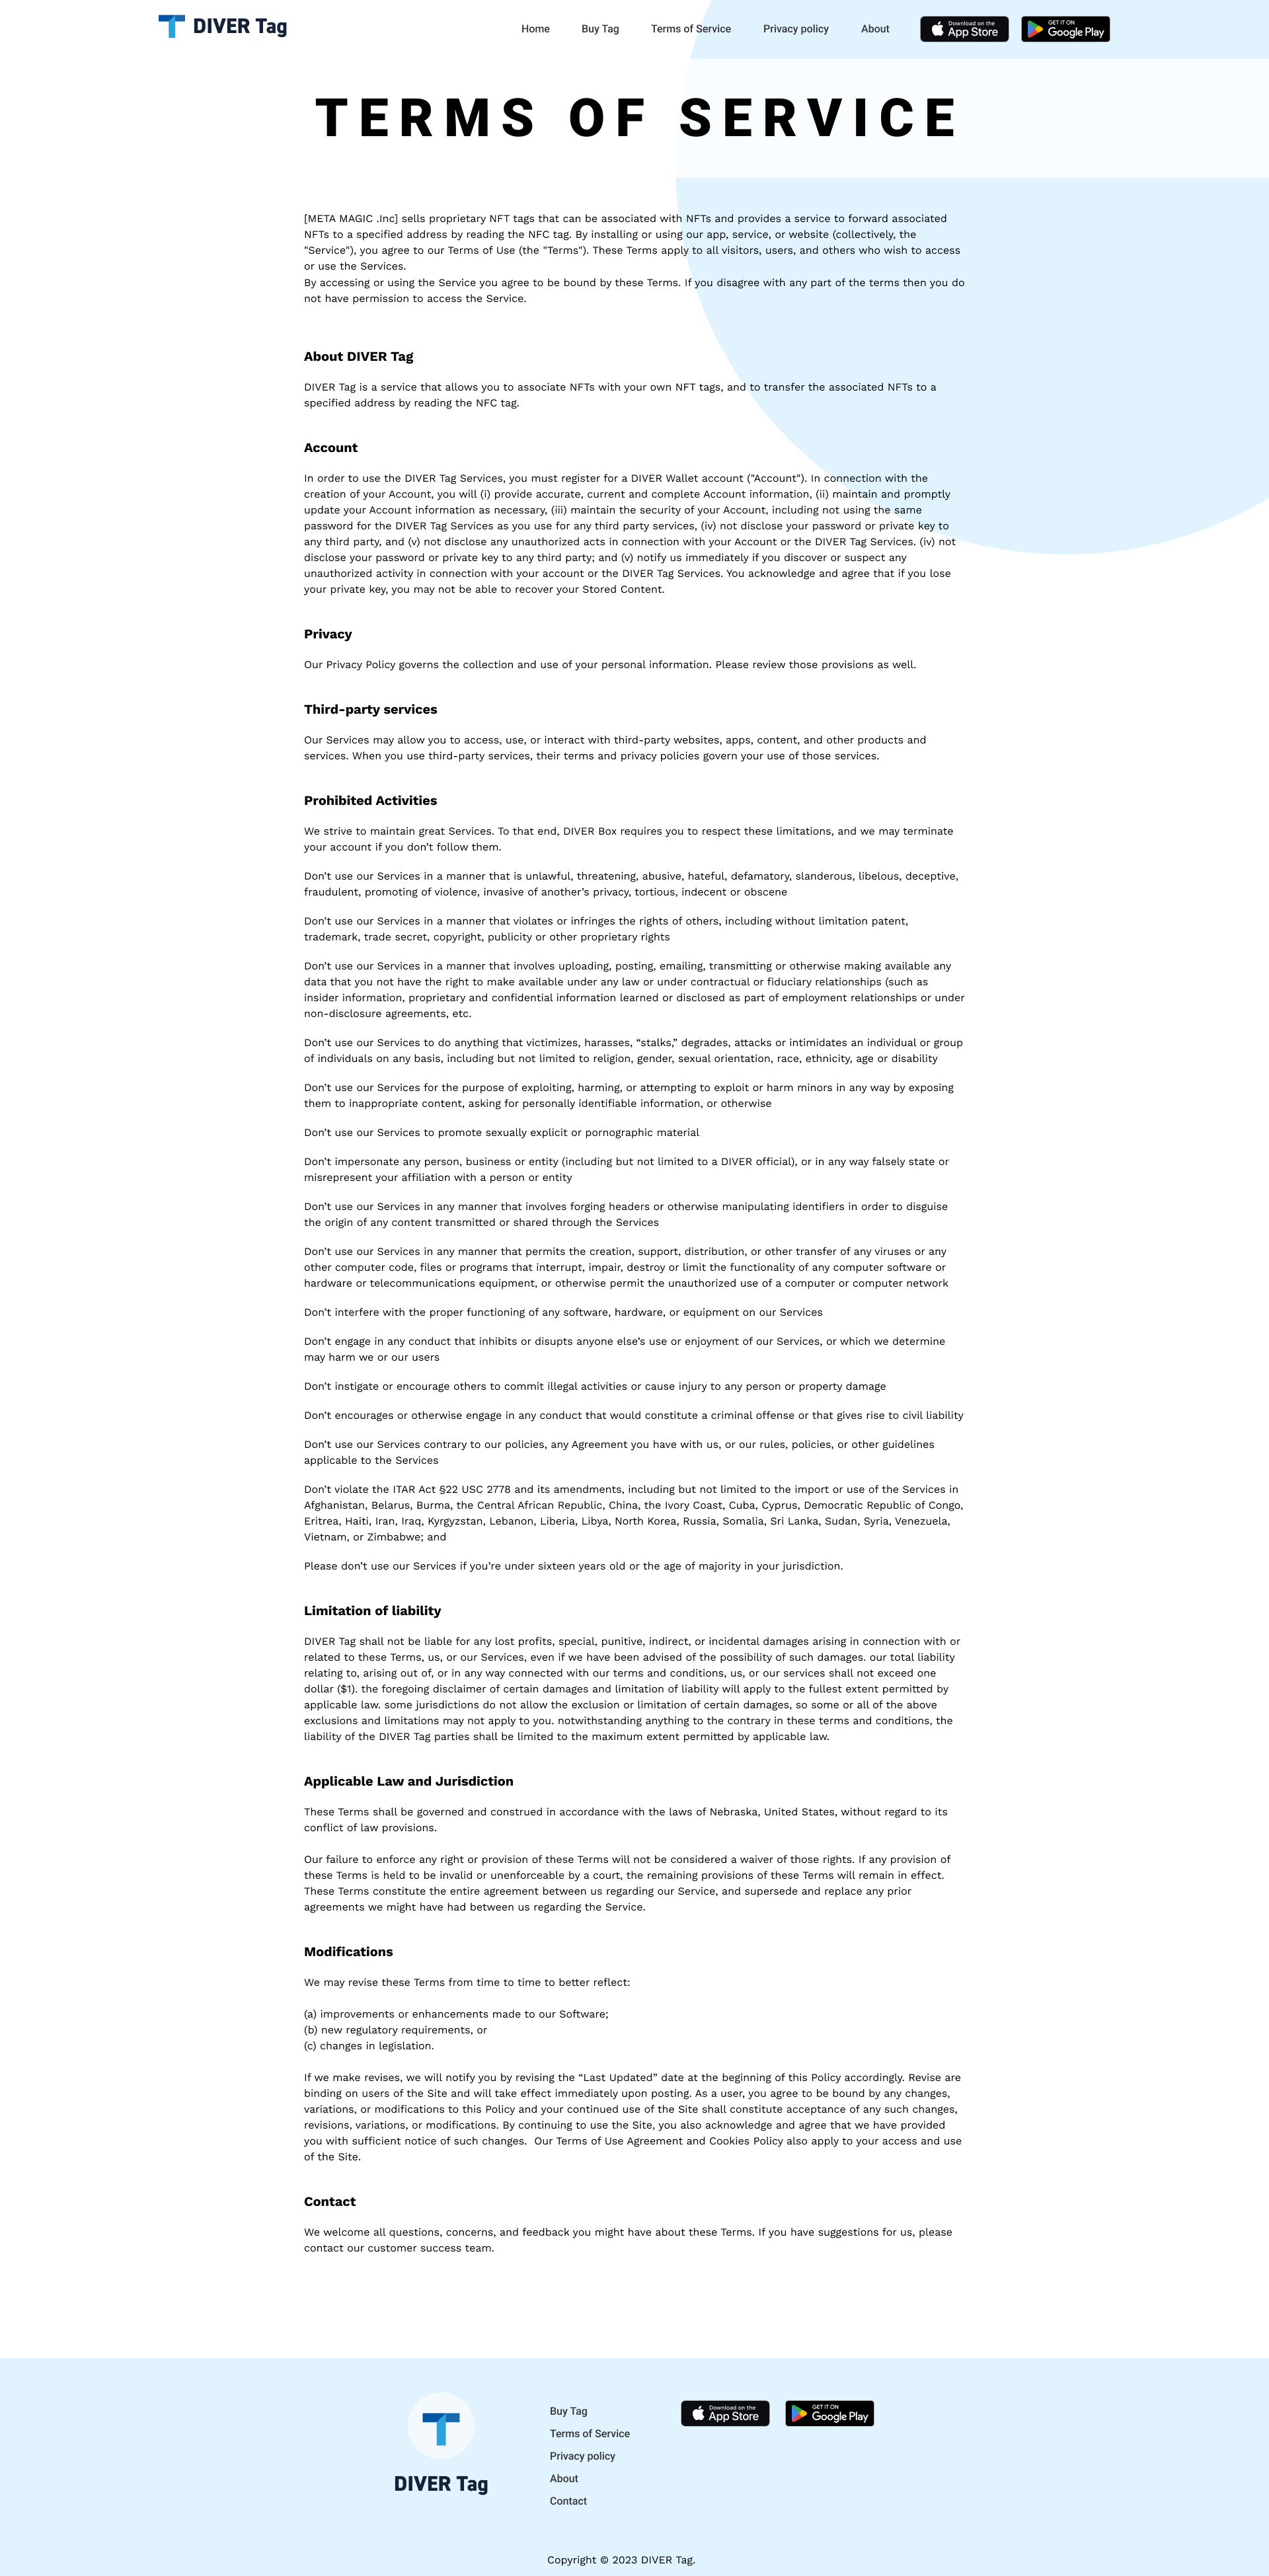 DIVER Tag
Home
Buy Tag
Terms of Service
Privacy policy
About
Download on the
App Store
GET IT ON
Google Play
TERMS OF SERVICE
[META MAGIC .Inc] sells proprietary NFT tags that can be associated with NFTs and provides a service to forward associated
NFTs to a specified address by reading the NFC tag. By installing or using our app, service, or website (collectively, the
"Service"), you agree to our Terms of Use (the "Terms"). These Terms apply to all visitors, users, and others who wish to access
or use the Services.
By accessing or using the Service you agree to be bound by these Terms. If you disagree with any part of the terms then you do
not have permission to access the Service.
About DIVER Tag
DIVER Tag is a service that allows you to associate NFTs with your own NFT tags, and to transfer the associated NFTs to a
specified address by reading the NFC tag.
Account
In order to use the DIVER Tag Services, you must register for a DIVER Wallet account ("Account"). In connection with the
creation of your Account, you will (i) provide accurate, current and complete Account information, (ii) maintain and promptly
update your Account information as necessary, (iii) maintain the security of your Account, including not using the same
password for the DIVER Tag Services as you use for any third party services, (iv) not disclose your password or private key to
any third party, and (v) not disclose any unauthorized acts in connection with your Account or the DIVER Tag Services. (iv) not
disclose your password or private key to any third party; and (v) notify us immediately if you discover or suspect any
unauthorized activity in connection with your account or the DIVER Tag Services. You acknowledge and agree that if you lose
your private key, you may not be able to recover your Stored Content.
Privacy
Our Privacy Policy governs the collection and use of your personal information. Please review those provisions as well.
Third-party services
Our Services may allow you to access, use, or interact with third-party websites, apps, content, and other products and
services. When you use third-party services, their terms and privacy policies govern your use of those services.
Prohibited Activities
We strive to maintain great Services. To that end, DIVER Box requires you to respect these limitations, and we may terminate
your account if you don’t follow them.
Don’t use our Services in a manner that is unlawful, threatening, abusive, hateful, defamatory, slanderous, libelous, deceptive,
fraudulent, promoting of violence, invasive of another’s privacy, tortious, indecent or obscene
Don’t use our Services in a manner that violates or infringes the rights of others, including without limitation patent,
trademark, trade secret, copyright, publicity or other proprietary rights
Don’t use our Services in a manner that involves uploading, posting, emailing, transmitting or otherwise making available any
data that you not have the right to make available under any law or under contractual or fiduciary relationships (such as
insider information, proprietary and confidential information learned or disclosed as part of employment relationships or under
non-disclosure agreements, etc.
Don’t use our Services to do anything that victimizes, harasses, “stalks,” degrades, attacks or intimidates an individual or group
of individuals on any basis, including but not limited to religion, gender, sexual orientation, race, ethnicity, age or disability
Don’t use our Services for the purpose of exploiting, harming, or attempting to exploit or harm minors in any way by exposing
them to inappropriate content, asking for personally identifiable information, or otherwise
Don’t use our Services to promote sexually explicit or pornographic material
Don’t impersonate any person, business or entity (including but not limited to a DIVER official), or in any way falsely state or
misrepresent your affiliation with a person or entity
Don’t use our Services in any manner that involves forging headers or otherwise manipulating identifiers in order to disguise
the origin of any content transmitted or shared through the Services
Don’t use our Services in any manner that permits the creation, support, distribution, or other transfer of any viruses or any
other computer code, files or programs that interrupt, impair, destroy or limit the functionality of any computer software or
hardware or telecommunications equipment, or otherwise permit the unauthorized use of a computer or computer network
Don’t interfere with the proper functioning of any software, hardware, or equipment on our Services
Don’t engage in any conduct that inhibits or disupts anyone else’s use or enjoyment of our Services, or which we determine
may harm we or our users
Don’t instigate or encourage others to commit illegal activities or cause injury to any person or property damage
Don’t encourages or otherwise engage in any conduct that would constitute a criminal offense or that gives rise to civil liability
Don’t use our Services contrary to our policies, any Agreement you have with us, or our rules, policies, or other guidelines
applicable to the Services
Don’t violate the ITAR Act §22 USC 2778 and its amendments, including but not limited to the import or use of the Services in
Afghanistan, Belarus, Burma, the Central African Republic, China, the Ivory Coast, Cuba, Cyprus, Democratic Republic of Congo,
Eritrea, Haiti, Iran, Iraq, Kyrgyzstan, Lebanon, Liberia, Libya, North Korea, Russia, Somalia, Sri Lanka, Sudan, Syria, Venezuela,
Vietnam, or Zimbabwe; and
Please don’t use our Services if you’re under sixteen years old or the age of majority in your jurisdiction.
Limitation of liability
DIVER Tag shall not be liable for any lost profits, special, punitive, indirect, or incidental damages arising in connection with or
related to these Terms, us, or our Services, even if we have been advised of the possibility of such damages. our total liability
relating to, arising out of, or in any way connected with our terms and conditions, us, or our services shall not exceed one
dollar ($1). the foregoing disclaimer of certain damages and limitation of liability will apply to the fullest extent permitted by
applicable law. some jurisdictions do not allow the exclusion or limitation of certain damages, so some or all of the above
exclusions and limitations may not apply to you. notwithstanding anything to the contrary in these terms and conditions, the
liability of the DIVER Tag parties shall be limited to the maximum extent permitted by applicable law.
Applicable Law and Jurisdiction
These Terms shall be governed and construed in accordance with the laws of Nebraska, United States, without regard to its
conflict of law provisions.
Our failure to enforce any right or provision of these Terms will not be considered a waiver of those rights. If any provision of
these Terms is held to be invalid or unenforceable by a court, the remaining provisions of these Terms will remain in effect.
These Terms constitute the entire agreement between us regarding our Service, and supersede and replace any prior
agreements we might have had between us regarding the Service.
Modifications
We may revise these Terms from time to time to better reflect:
(a) improvements or enhancements made to our Software;
(b) new regulatory requirements, or
(c) changes in legislation.
If we make revises, we will notify you by revising the “Last Updated” date at the beginning of this Policy accordingly. Revise are
binding on users of the Site and will take effect immediately upon posting. As a user, you agree to be bound by any changes,
variations, or modifications to this Policy and your continued use of the Site shall constitute acceptance of any such changes,
revisions, variations, or modifications. By continuing to use the Site, you also acknowledge and agree that we have provided
you with sufficient notice of such changes.  Our Terms of Use Agreement and Cookies Policy also apply to your access and use
of the Site.
Contact
We welcome all questions, concerns, and feedback you might have about these Terms. If you have suggestions for us, please
contact our customer success team.
DIVER Tag
Buy Tag
Terms of Service
Privacy policy
About
Contact
Download on the
App Store
GET IT ON
Google Play
Copyright © 2023 DIVER Tag.